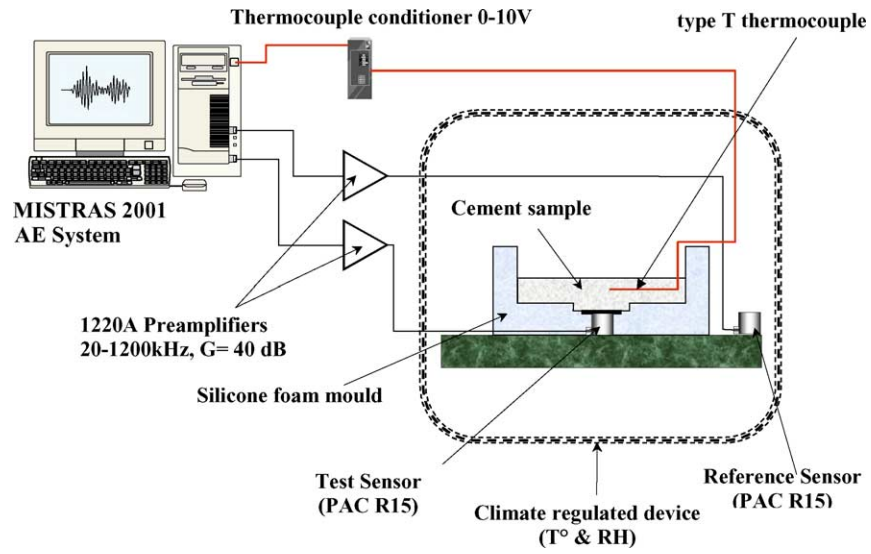 Thermocouple conditioner 0-10V
type T thermocouple
MISTRAS 2001
AE System
Cement sample
1220A Preamplifiers
20-1200kHz, G= 40 dB
Silicone foam mould
Test Sensor
(PAC R15)
Climate regulated device
(T° & RH)
Reference Sensor
(PAC R15)